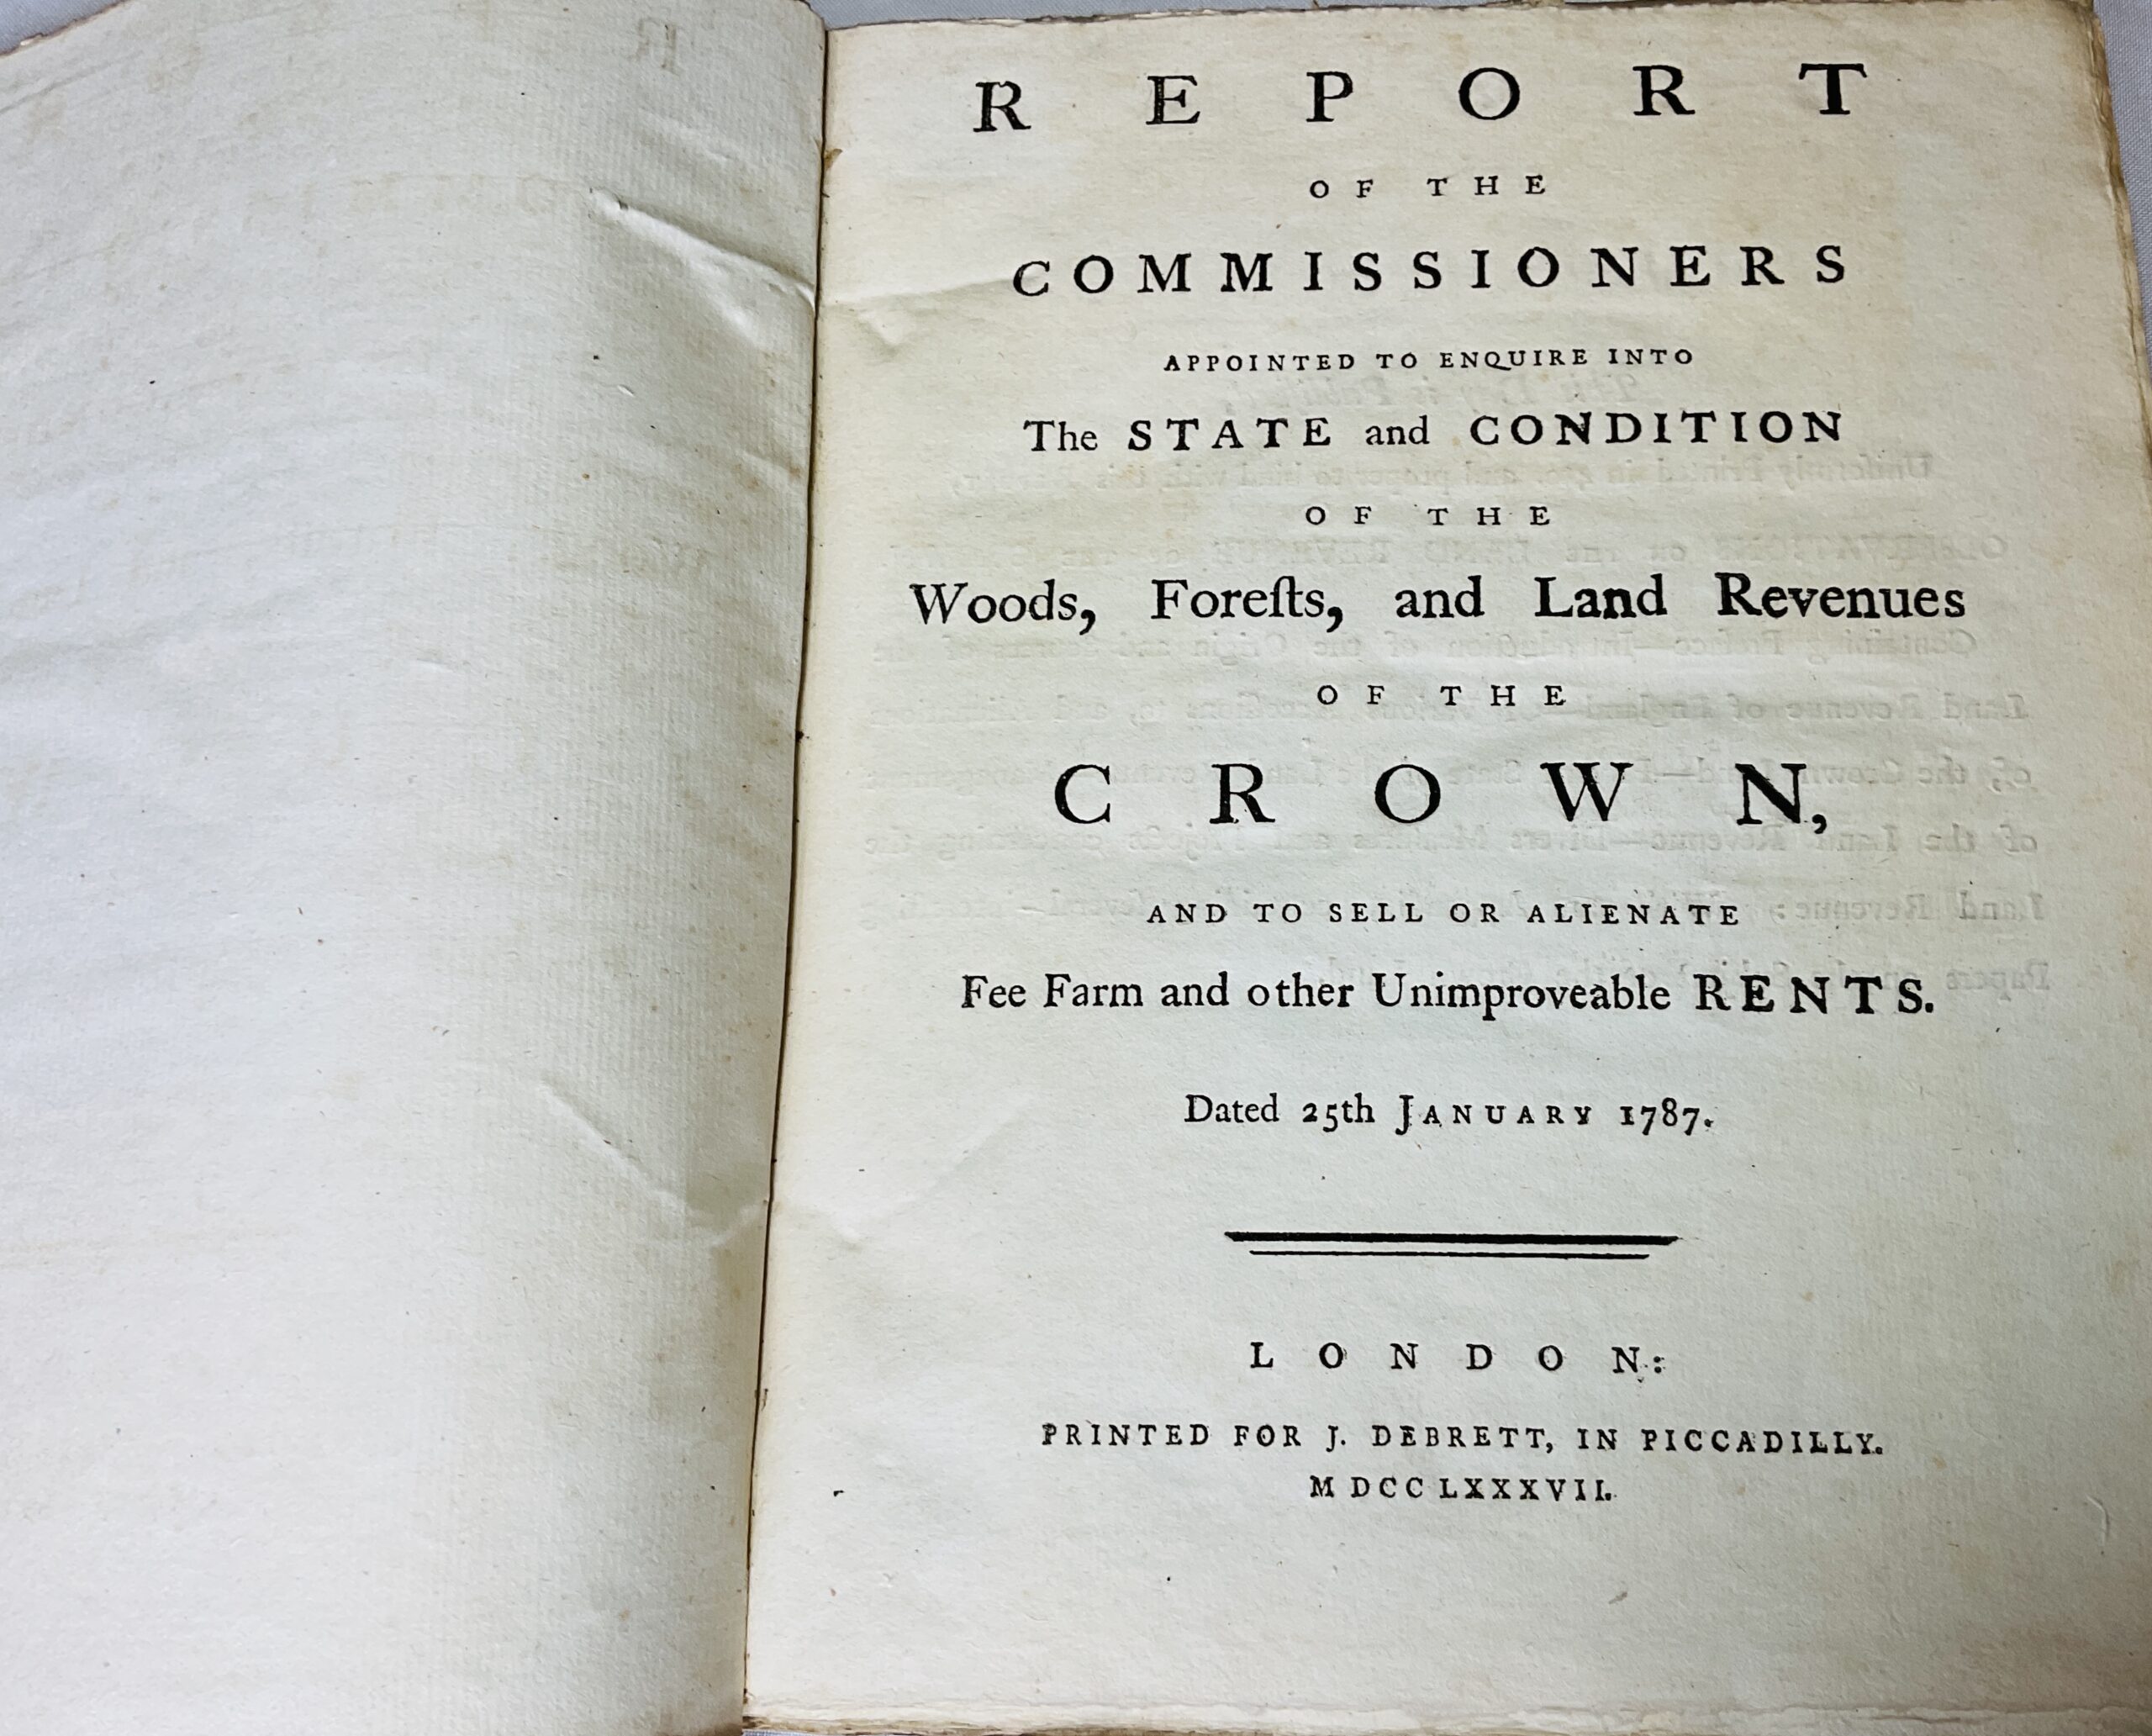 REPORT
OF THE
COMMISSIONERS
APPOINTED TO ENQUIRE INTO
The STATE and CONDITION
OF THE
Woods, Foreſts, and Land Revenues
OF THE
CROWN,
AND TO SELL OR ALIENATE
Fee Farm and other Unimproveable RENTS.
Dated 25th JANUARY 1787.
LONDON:
PRINTED FOR J. DEBRETT, IN PICCADILLY.
MDCCLXXXVII.